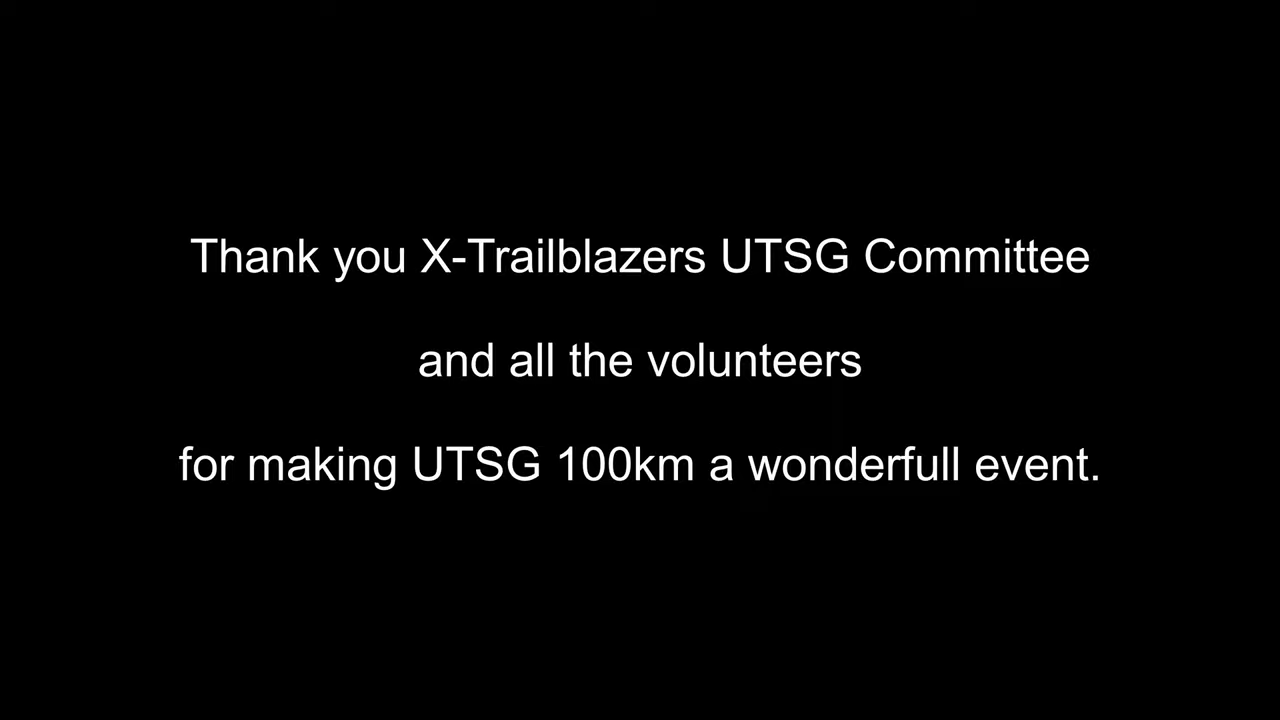 Thank you X-Trailblazers UTSG Committee
and all the volunteers
for making UTSG 100km a wonderfull event.